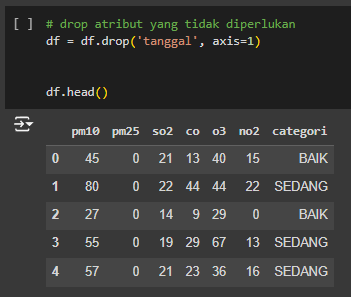 [ ] # drop atribut yang tidak diperlukan
df = df.drop('tanggal', axis=1)
df.head()
pm10 pm25 so2 co o3 no2 categori
0 45 0 21 13 40 15 BAIK
1 80 0 22 44 44 22 SEDANG
2 27 0 14 9 29 0 BAIK
3 55 0 19 29 67 13 SEDANG
4 57 0 21 23 36 16 SEDANG